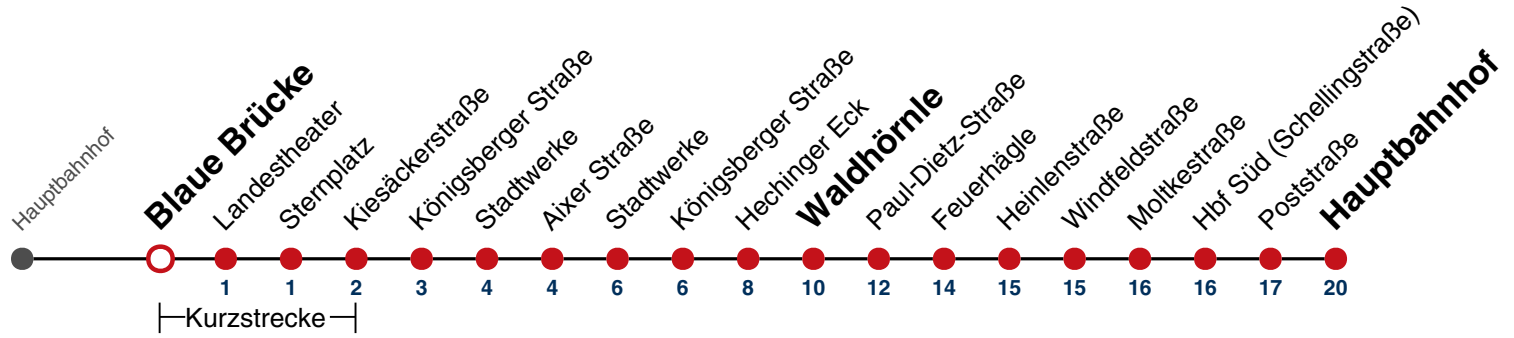 Hauptbahnhof
Blaue Brücke
Landestheater
Sternplatz
Kiesäckerstraße
Königsberger Straße
Stadtwerke
Aixer Straße
Stadtwerke
Königsberger Straße
Hechinger Eck
Waldhörnle
Paul-Dietz-Straße
Feuerhägle
Heinlenstraße
Windfeldstraße
Moltkestraße
Hbf Süd (Schellingstraße)
Poststraße
Hauptbahnhof
1 1 2 3 4 4 6 6 8 10 12 14 15 15 16 16 17 20
Kurzstrecke